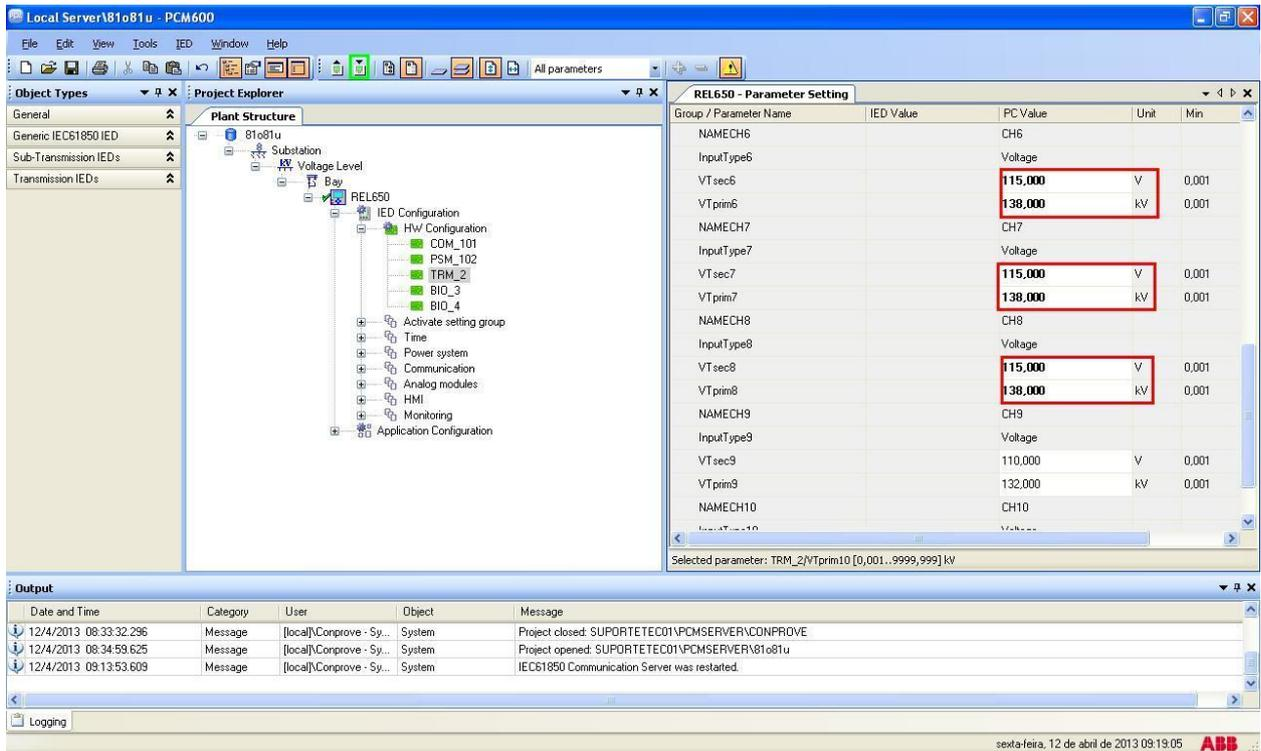 Local Server\81o81u - PCM600
File Edit View Tools IED Window Help
All parameters
Object Types
General
Generic IEC61850 IED
Sub-Transmission IEDs
Transmission IEDs
Project Explorer
Plant Structure
81o81u
Substation
Voltage Level
Bay
REL650
IED Configuration
HW Configuration
COM_101
PSM_102
TRM_2
BIO_3
BIO_4
Activate setting group
Time
Power system
Communication
Analog modules
HMI
Monitoring
Application Configuration
REL650 - Parameter Setting
Group / Parameter Name IED Value PC Value Unit Min
NAMECH6 CH6
InputType6 Voltage
VTsec6 115,000 V 0,001
VTprim6 138,000 kV 0,001
NAMECH7 CH7
InputType7 Voltage
VTsec7 115,000 V 0,001
VTprim7 138,000 kV 0,001
NAMECH8 CH8
InputType8 Voltage
VTsec8 115,000 V 0,001
VTprim8 138,000 kV 0,001
NAMECH9 CH9
InputType9 Voltage
VTsec9 110,000 V 0,001
VTprim9 132,000 kV 0,001
NAMECH10 CH10
InputType10 Voltage
Selected parameter: TRM_2/VTprim10 [0,001..9999,999] kV
Output
Date and Time Category User Object Message
12/4/2013 08:33:32.296 Message [local]\Conprove - Sy... System Project closed: SUPORTETEC01\PCMSERVER\CONPROVE
12/4/2013 08:34:59.625 Message [local]\Conprove - Sy... System Project opened: SUPORTETEC01\PCMSERVER\81o81u
12/4/2013 09:13:53.609 Message [local]\Conprove - Sy... System IEC61850 Communication Server was restarted.
Logging
sexta-feira, 12 de abril de 2013 09:19:05 ABB